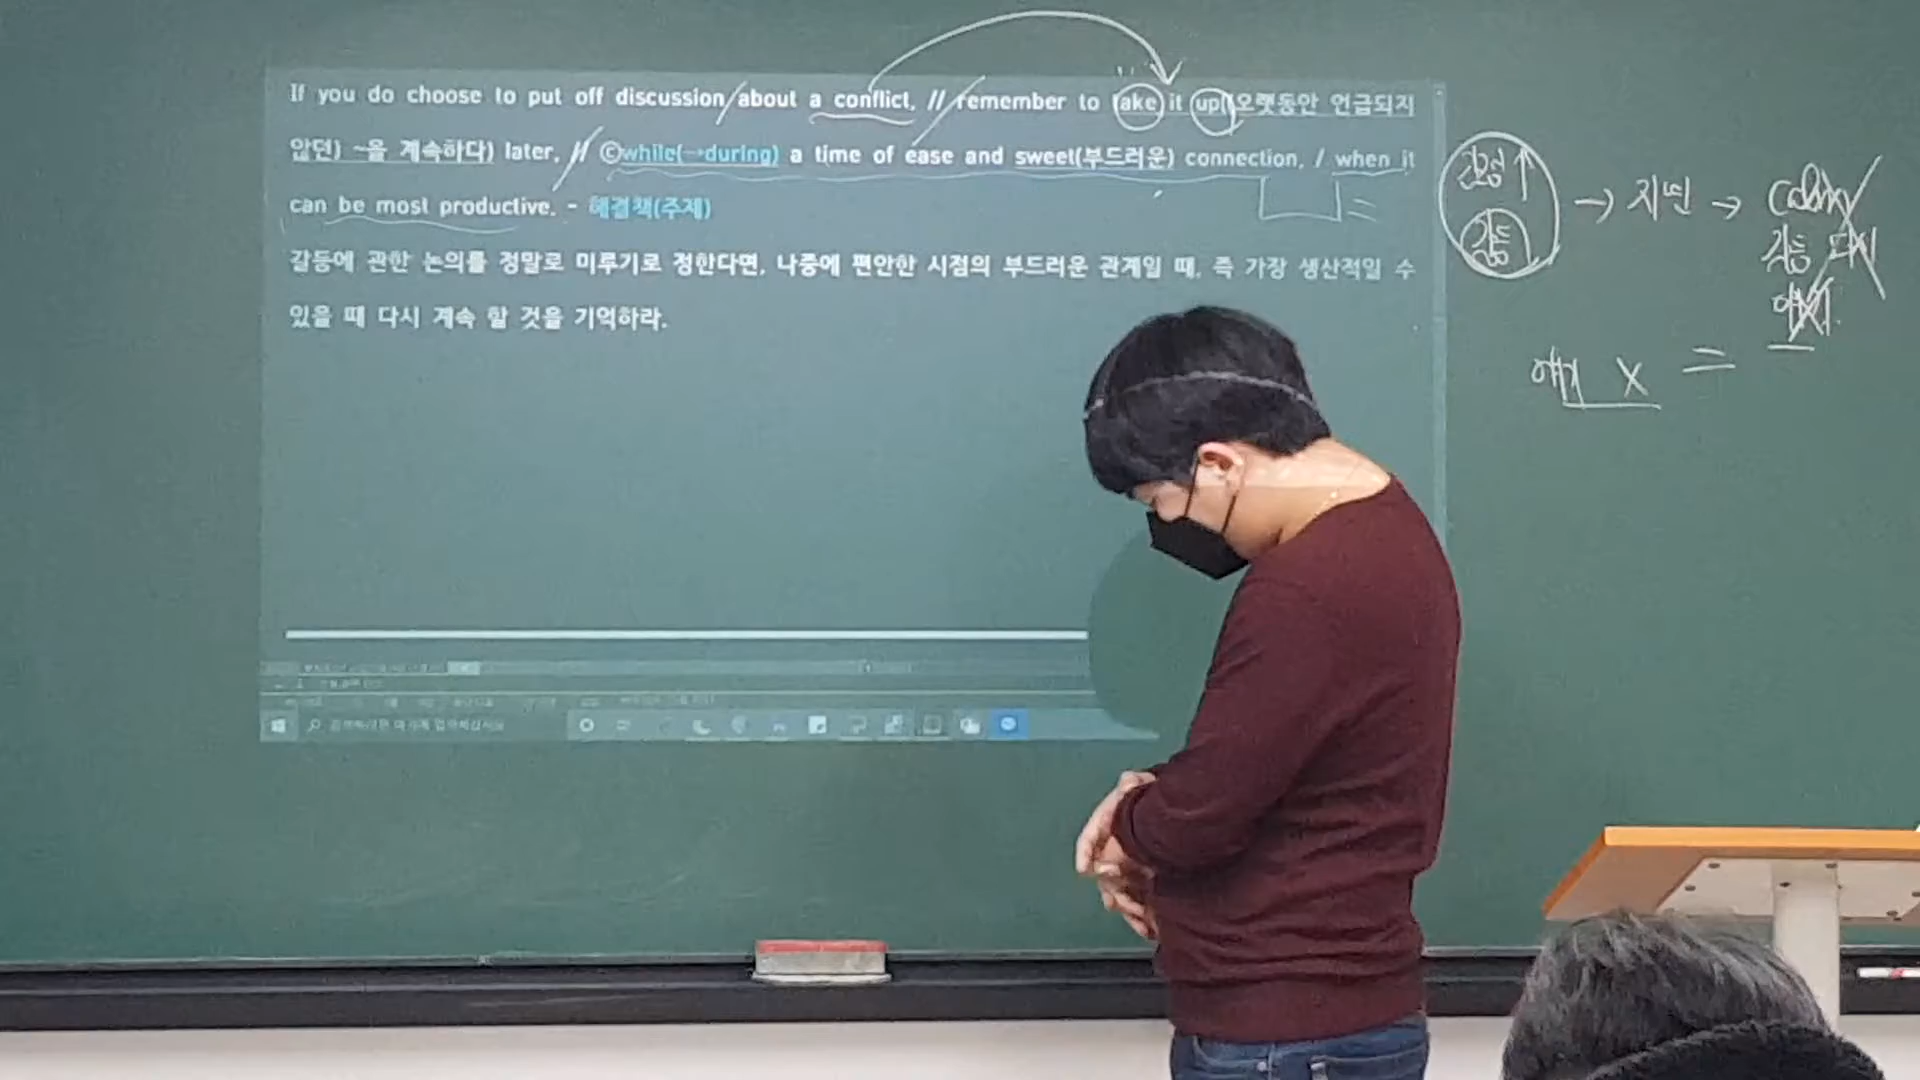 If you do choose to put off discussion about a conflict, // remember to take it up(오랫동안 언급되지
않던) ~을 계속하다) later, // ©while(→during) a time of ease and sweet(부드러운) connection, / when it
can be most productive. - 해결책(주제)
갈등에 관한 논의를 정말로 미루기로 정한다면, 나중에 편안한 시점의 부드러운 관계일 때, 즉 가장 생산적일 수
있을 때 다시 계속 할 것을 기억하라.
감정↑ → 지연 → calm
갈등
갈등 다시
얘기
얘기 X =